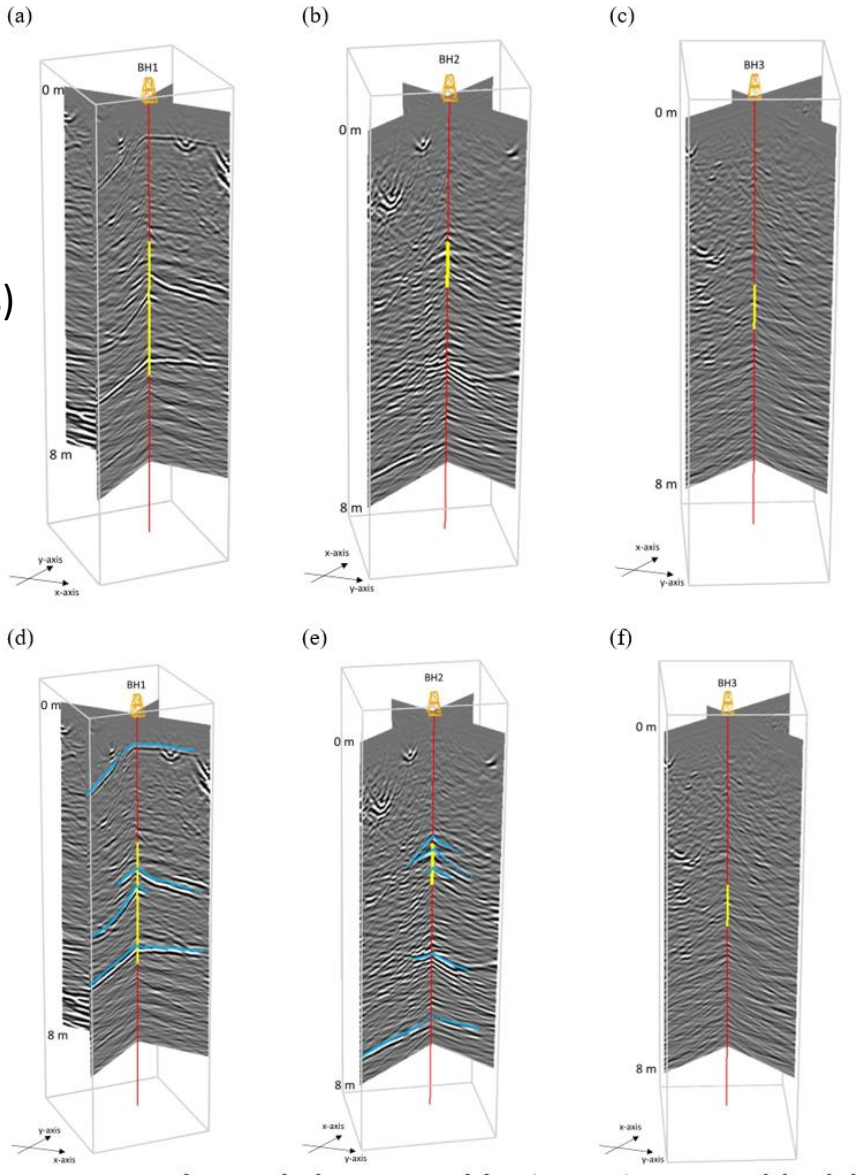 (a)
(b)
(c)
BH1
BH2
BH3
0 m
0 m
0 m
)
8 m
8 m
8 m
y-axis
x-axis
x-axis
y-axis
x-axis
y-axis
(d)
(e)
(f)
BH1
BH2
BH3
0 m
0 m
0 m
8 m
8 m
8 m
y-axis
x-axis
x-axis
y-axis
x-axis
y-axis